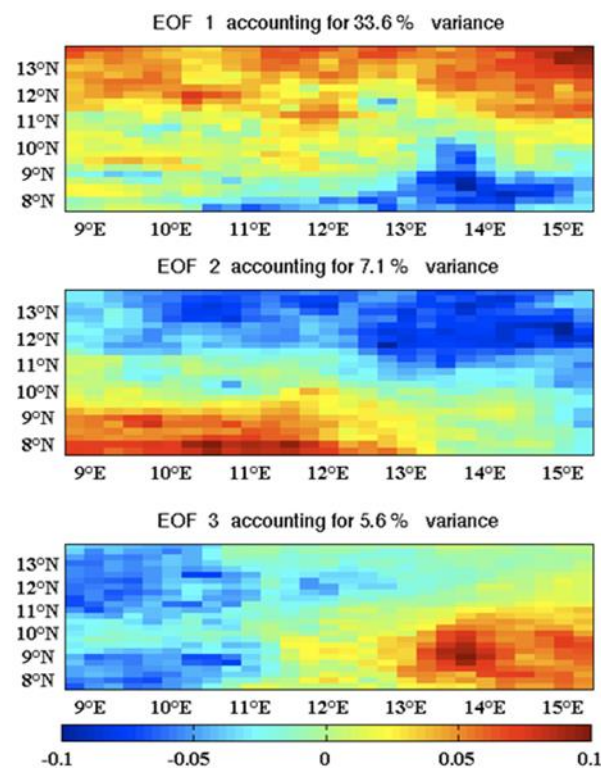 EOF 1 accounting for 33.6 % variance
13°N
12°N
11°N
10°N
9°N
8°N
9°E 10°E 11°E 12°E 13°E 14°E 15°E
EOF 2 accounting for 7.1 % variance
13°N
12°N
11°N
10°N
9°N
8°N
9°E 10°E 11°E 12°E 13°E 14°E 15°E
EOF 3 accounting for 5.6 % variance
13°N
12°N
11°N
10°N
9°N
8°N
9°E 10°E 11°E 12°E 13°E 14°E 15°E
-0.1 -0.05 0 0.05 0.1